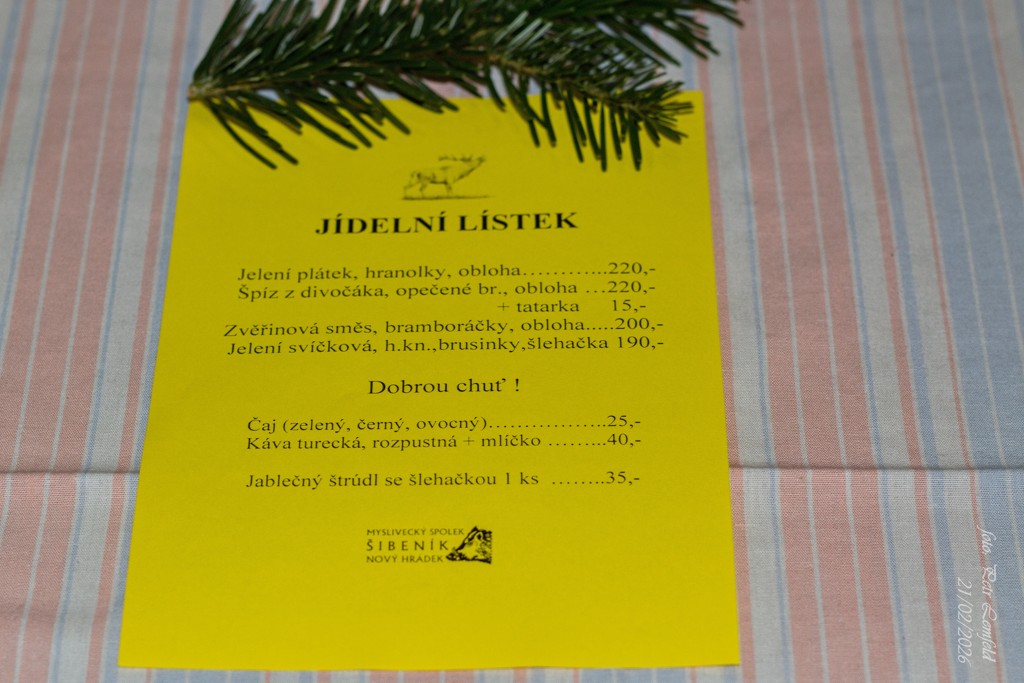 JÍDELNÍ LÍSTEK
Jelení plátek, hranolky, obloha………...220,-
Špíz z divočáka, opečené br., obloha …220,-
+ tatarka 15,-
Zvěřinová směs, bramboráčky, obloha.....200,-
Jelení svíčková, h.kn.,brusinky,šlehačka 190,-
Dobrou chuť !
Čaj (zelený, černý, ovocný)……………...25,-
Káva turecká, rozpustná + mlíčko ……...40,-
Jablečný štrúdl se šlehačkou 1 ks ……..35,-
MYSLIVECKÝ SPOLEK
ŠIBENÍK
NOVÝ HRÁDEK
foto
21/02/2026